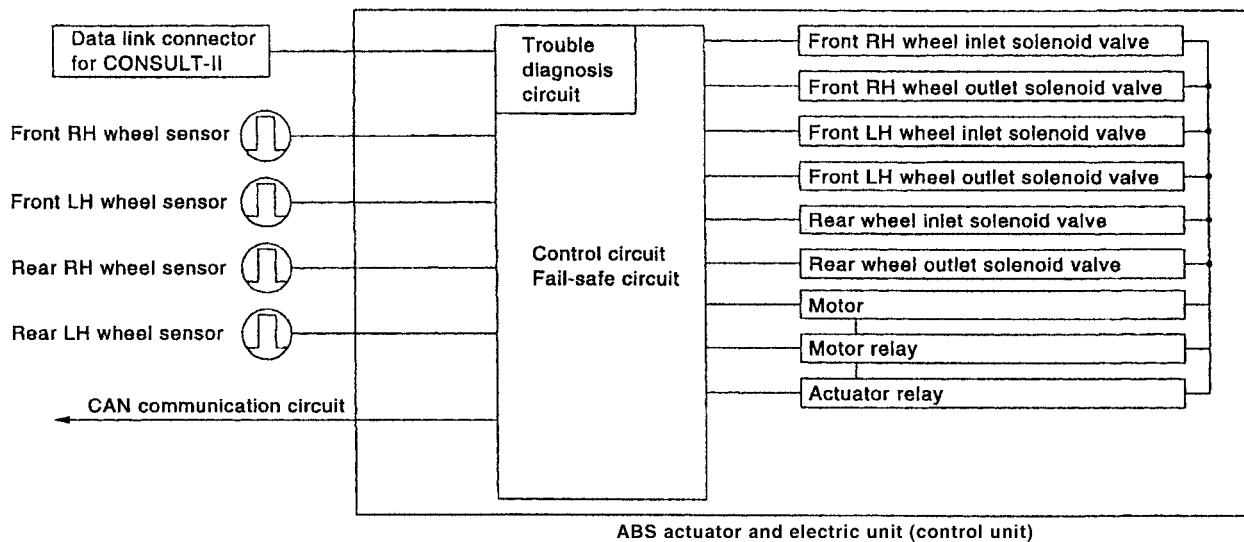 Data link connector
for CONSULT-II
Front RH wheel sensor
Front LH wheel sensor
Rear RH wheel sensor
Rear LH wheel sensor
CAN communication circuit
Trouble
diagnosis
circuit
Control circuit
Fail-safe circuit
Front RH wheel inlet solenoid valve
Front RH wheel outlet solenoid valve
Front LH wheel inlet solenoid valve
Front LH wheel outlet solenoid valve
Rear wheel inlet solenoid valve
Rear wheel outlet solenoid valve
Motor
Motor relay
Actuator relay
ABS actuator and electric unit (control unit)